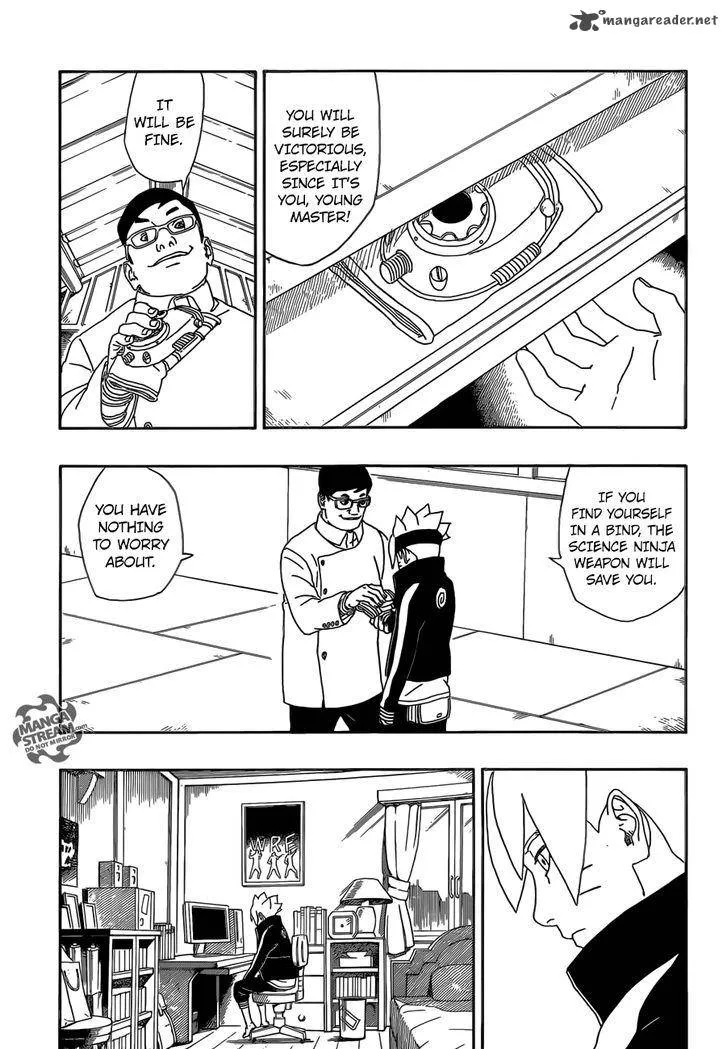 mangareader.net
YOU WILL
SURELY BE
VICTORIOUS,
ESPECIALLY
SINCE IT'S
YOU, YOUNG
MASTER!
IT
WILL BE
FINE.
IF YOU
FIND YOURSELF
IN A BIND, THE
SCIENCE NINJA
WEAPON WILL
SAVE YOU.
YOU HAVE
NOTHING
TO WORRY
ABOUT.
MANGA
STREAM.com
DO NOT MIRROR
WRE